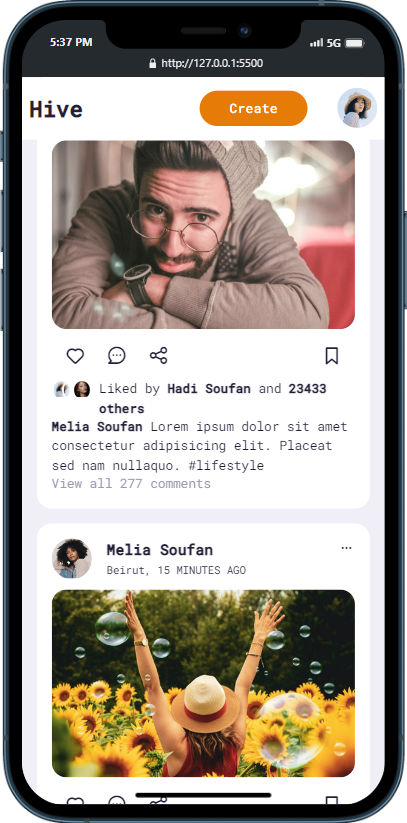 5:37 PM
5G
http://127.0.0.1:5500
Hive
Create
Liked by Hadi Soufan and 23433
others
Melia Soufan Lorem ipsum dolor sit amet
consectetur adipisicing elit. Placeat
sed nam nullaquo. #lifestyle
View all 277 comments
Melia Soufan
...
Beirut, 15 MINUTES AGO